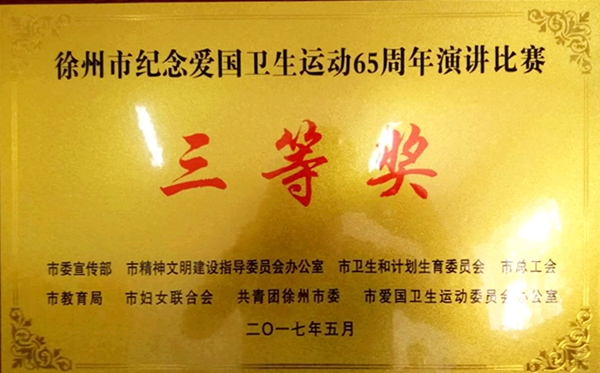 徐州市纪念爱国卫生运动65周年演讲比赛
三等奖
市委宣传部 市精神文明建设指导委员会办公室 市卫生和计划生育委员会 市总工会
市教育局 市妇女联合会 共青团徐州市委 市爱国卫生运动委员会办公室
二〇一七年五月